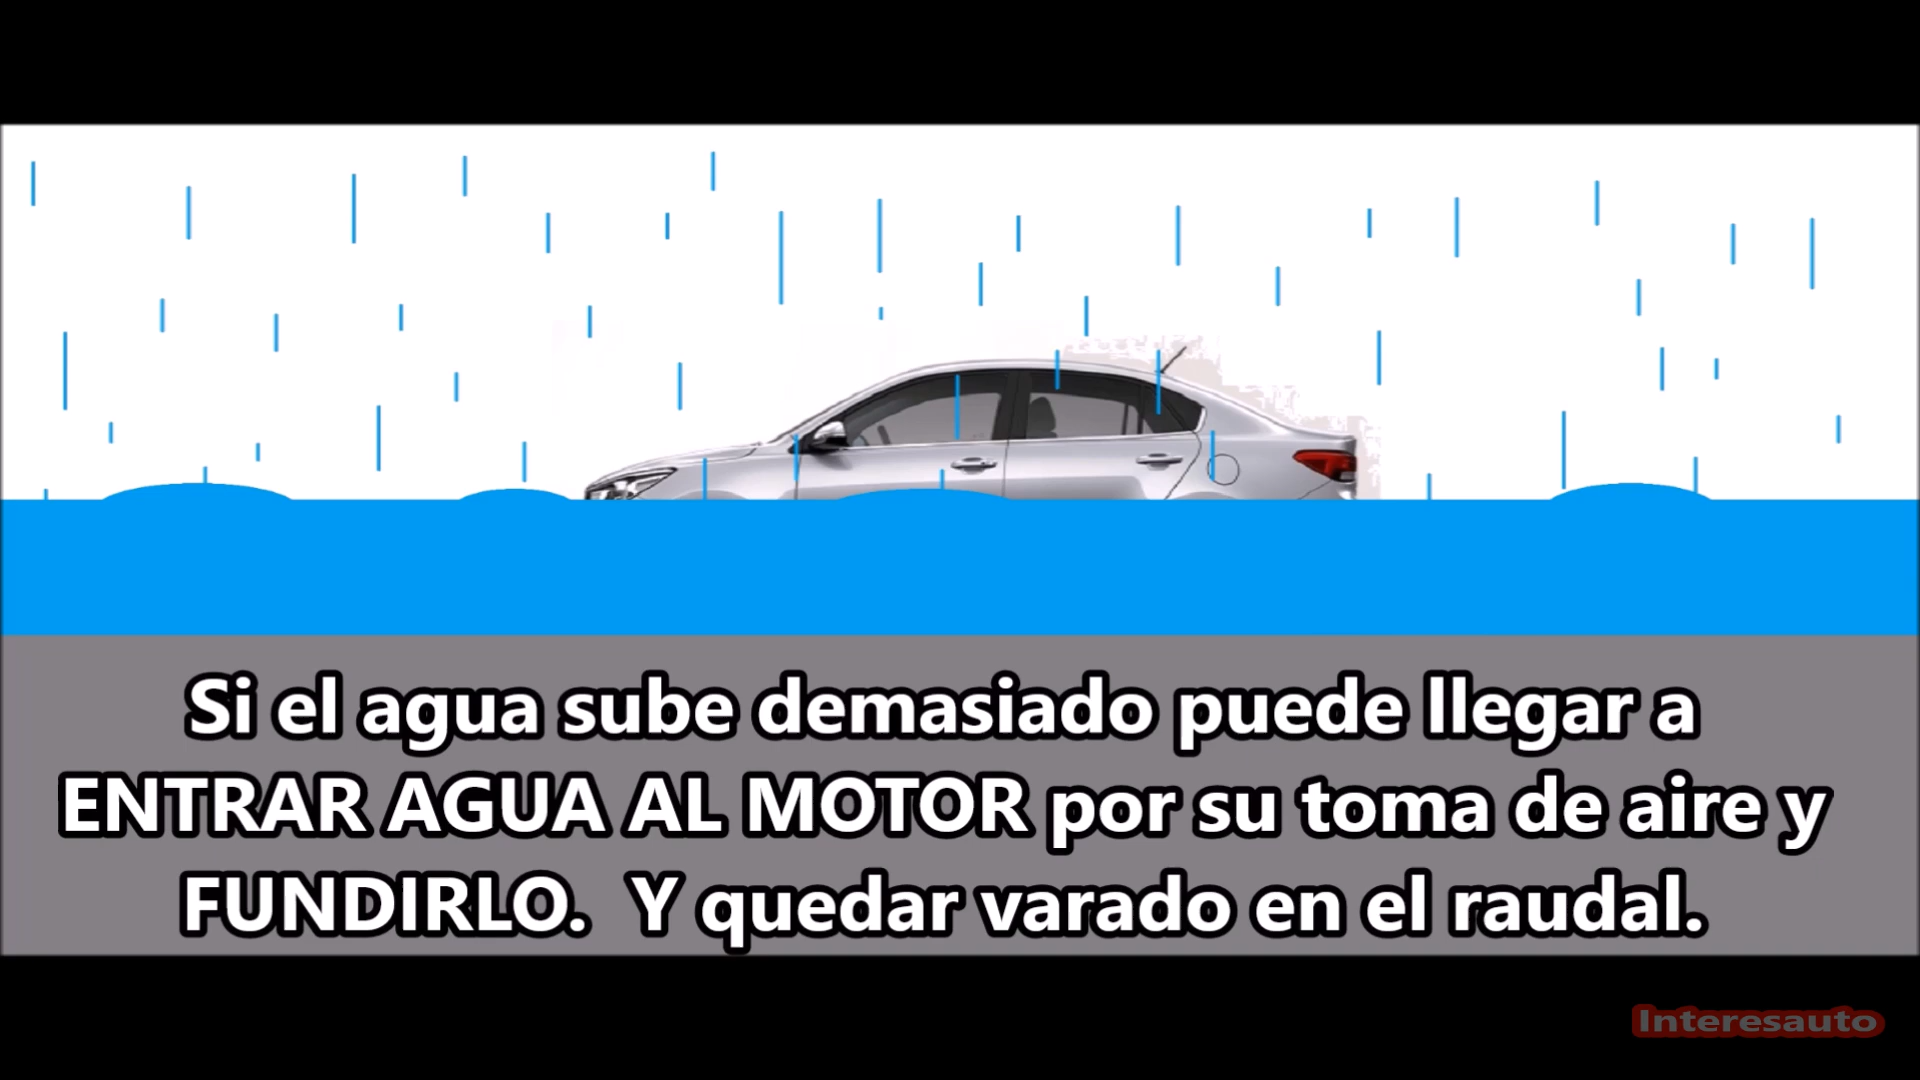 Si el agua sube demasiado puede llegar a
ENTRAR AGUA AL MOTOR por su toma de aire y
FUNDIRLO.  Y quedar varado en el raudal.
Interesauto